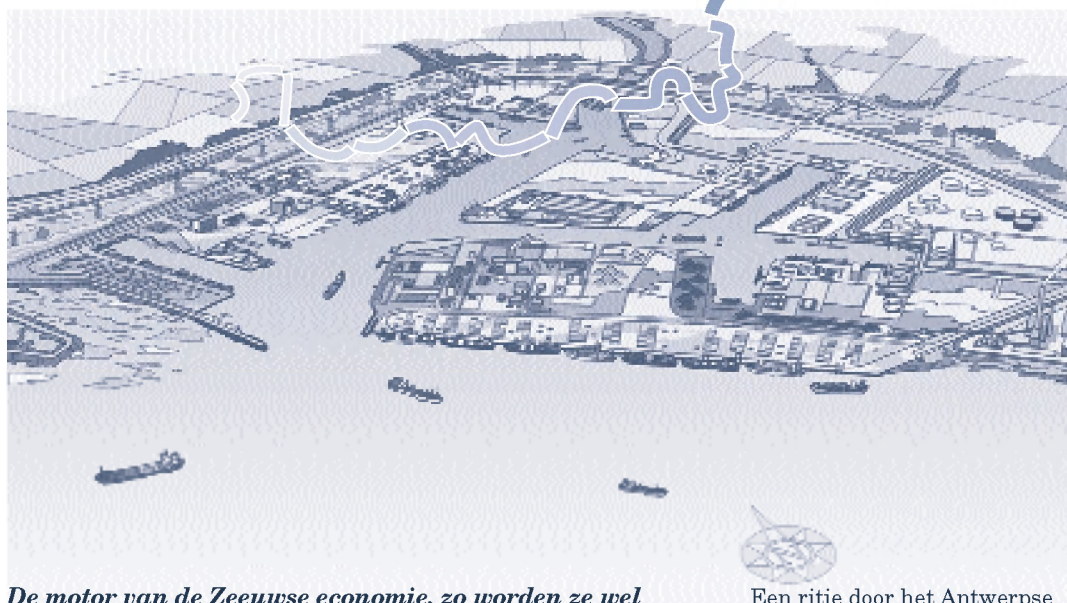 De motor van de Zeeuwse economie, zo worden ze wel
Een ritje door het Antwerpse